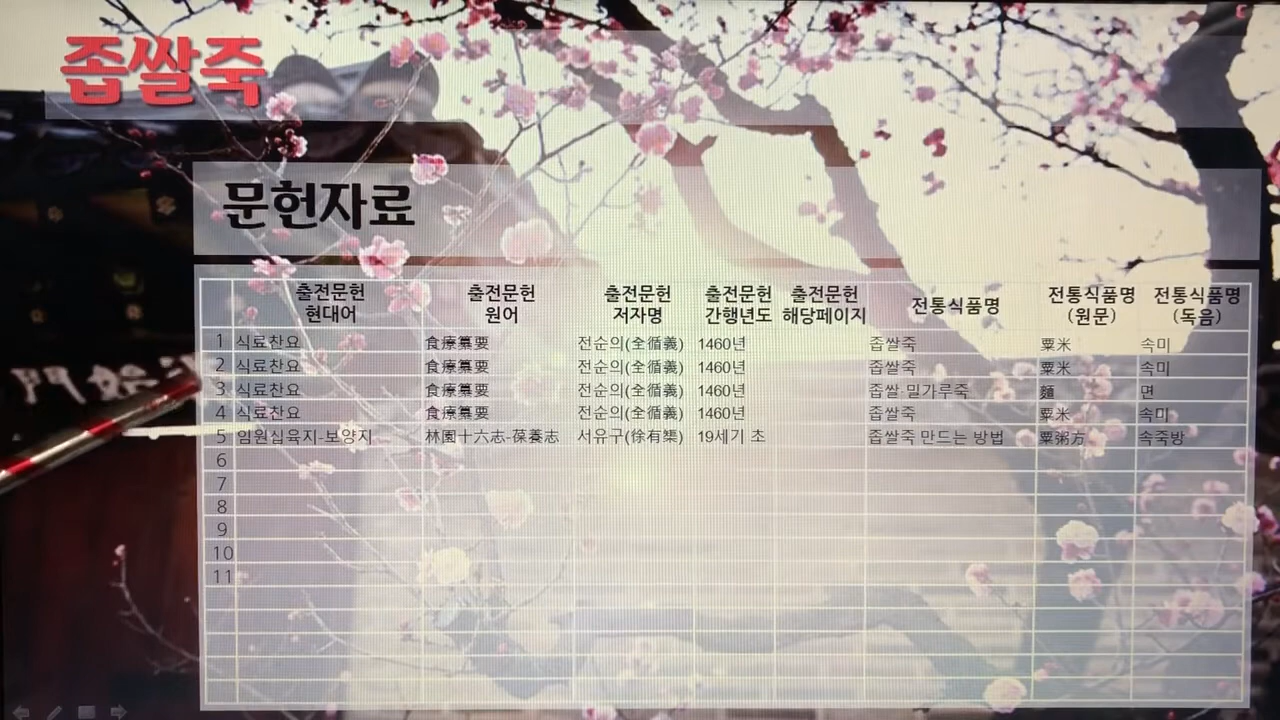 좁쌀죽
문헌자료
출전문헌 현대어 출전문헌 원어 출전문헌 저자명 출전문헌 간행년도 출전문헌 해당페이지 전통식품명 전통식품명 (원문) 전통식품명 (독음)
1 식료찬요 食療纂要 전순의(全循義) 1460년 좁쌀죽 粟米 속미
2 식료찬요 食療纂要 전순의(全循義) 1460년 좁쌀죽 粟米 속미
3 식료찬요 食療纂要 전순의(全循義) 1460년 좁쌀·밀가루죽 麵 면
4 식료찬요 食療纂要 전순의(全循義) 1460년 좁쌀죽 粟米 속미
5 임원십육지-보양지 林園十六志-葆養志 서유구(徐有榘) 19세기 초 좁쌀죽 만드는 방법 粟粥方 속죽방
6
7
8
9
10
11